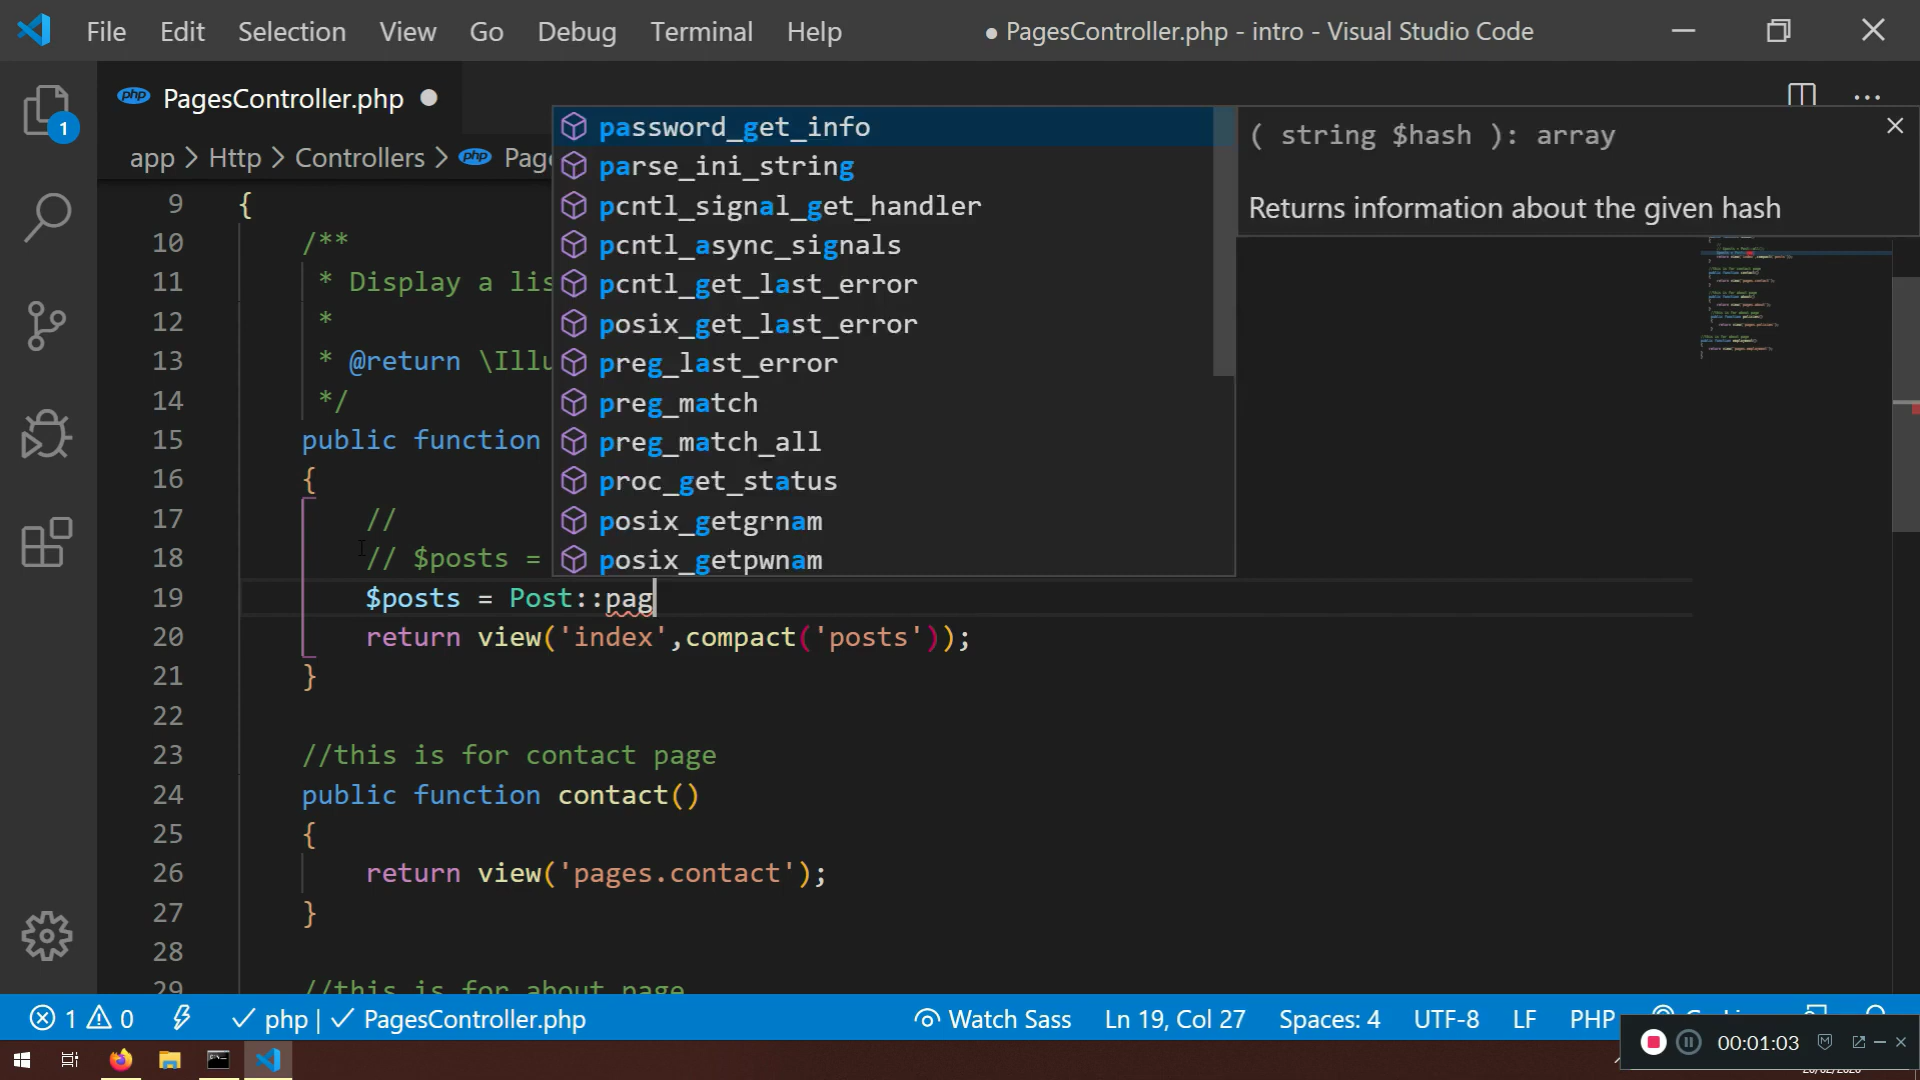 File Edit Selection View Go Debug Terminal Help ● PagesController.php - intro - Visual Studio Code
1
php PagesController.php ●
app > Http > Controllers > php Page
password_get_info
parse_ini_string
pcntl_signal_get_handler
pcntl_async_signals
pcntl_get_last_error
posix_get_last_error
preg_last_error
preg_match
preg_match_all
proc_get_status
posix_getgrnam
posix_getpwnam
( string $hash ): array
Returns information about the given hash
9 {
10 /**
11 * Display a lis
12 *
13 * @return \Illu
14 */
15 public function
16 {
17 //
18 // $posts =
19 $posts = Post::pag
20 return view('index',compact('posts'));
21 }
22
23 //this is for contact page
24 public function contact()
25 {
26 return view('pages.contact');
27 }
28
29 //this is for about page
1 0 php | PagesController.php Watch Sass Ln 19, Col 27 Spaces: 4 UTF-8 LF PHP
00:01:03